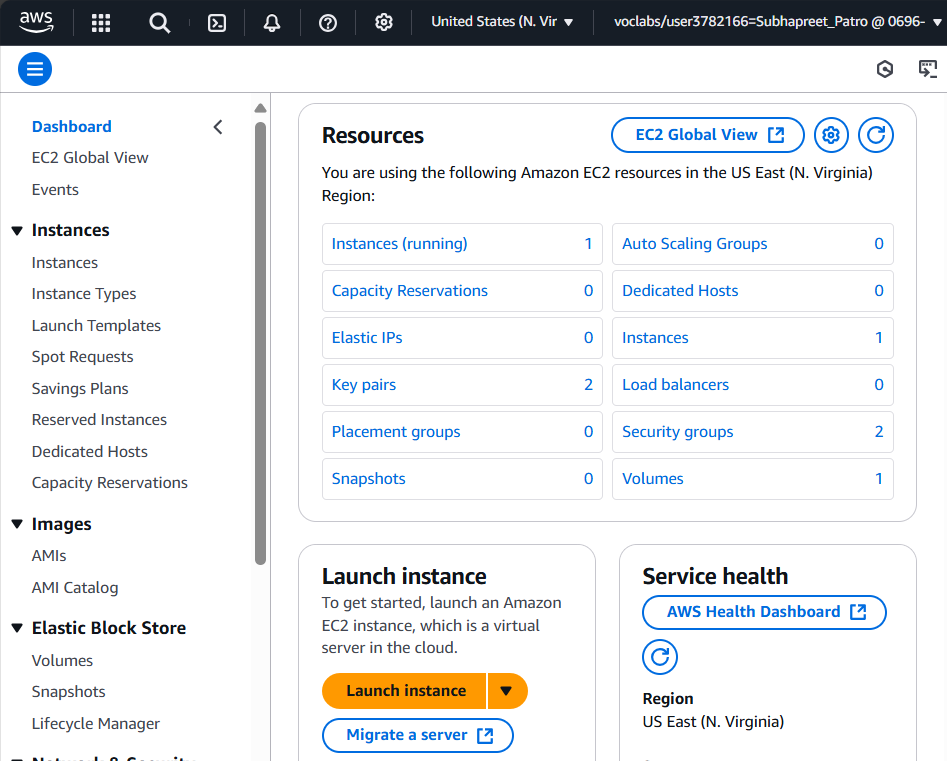 aws
United States (N. Vir
voclabs/user3782166=Subhapreet_Patro @ 0696-
Dashboard
EC2 Global View
Events
Instances
Instances
Instance Types
Launch Templates
Spot Requests
Savings Plans
Reserved Instances
Dedicated Hosts
Capacity Reservations
Images
AMIs
AMI Catalog
Elastic Block Store
Volumes
Snapshots
Lifecycle Manager
Network & Security
Resources
EC2 Global View
You are using the following Amazon EC2 resources in the US East (N. Virginia)
Region:
Instances (running) 1
Auto Scaling Groups 0
Capacity Reservations 0
Dedicated Hosts 0
Elastic IPs 0
Instances 1
Key pairs 2
Load balancers 0
Placement groups 0
Security groups 2
Snapshots 0
Volumes 1
Launch instance
To get started, launch an Amazon
EC2 instance, which is a virtual
server in the cloud.
Launch instance
Migrate a server
Service health
AWS Health Dashboard
Region
US East (N. Virginia)